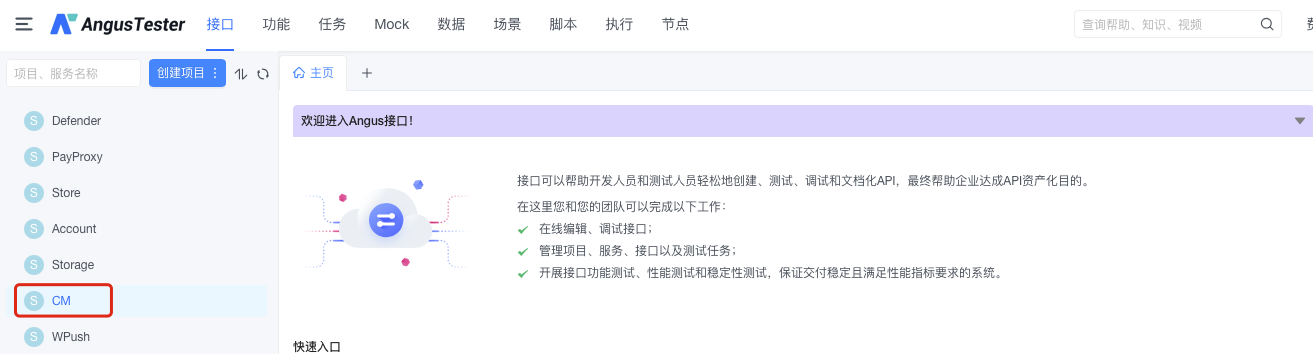 AngusTester 接口 功能 任务 Mock 数据 场景 脚本 执行 节点 查询帮助、知识、视频
项目、服务名称 创建项目 主页
S Defender
S PayProxy
S Store
S Account
S Storage
S CM
S WPush
欢迎进入Angus接口！
接口可以帮助开发人员和测试人员轻松地创建、测试、调试和文档化API，最终帮助企业达成API资产化目的。
在这里您和您的团队可以完成以下工作：
在线编辑、调试接口；
管理项目、服务、接口以及测试任务；
开展接口功能测试、性能测试和稳定性测试，保证交付稳定且满足性能指标要求的系统。
快速入口